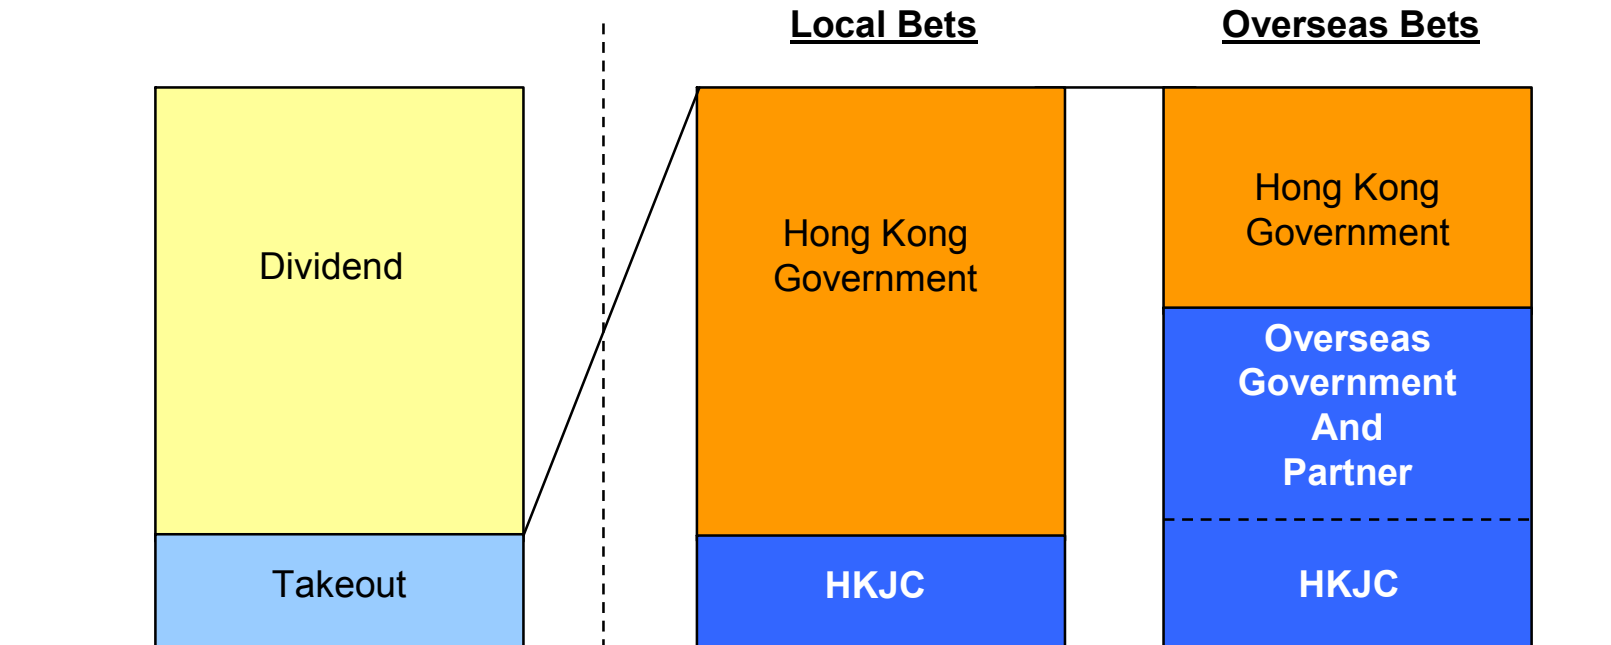 Local Bets
Overseas Bets
Dividend
Takeout
Hong Kong
Government
HKJC
Hong Kong
Government
Overseas
Government
And
Partner
HKJC